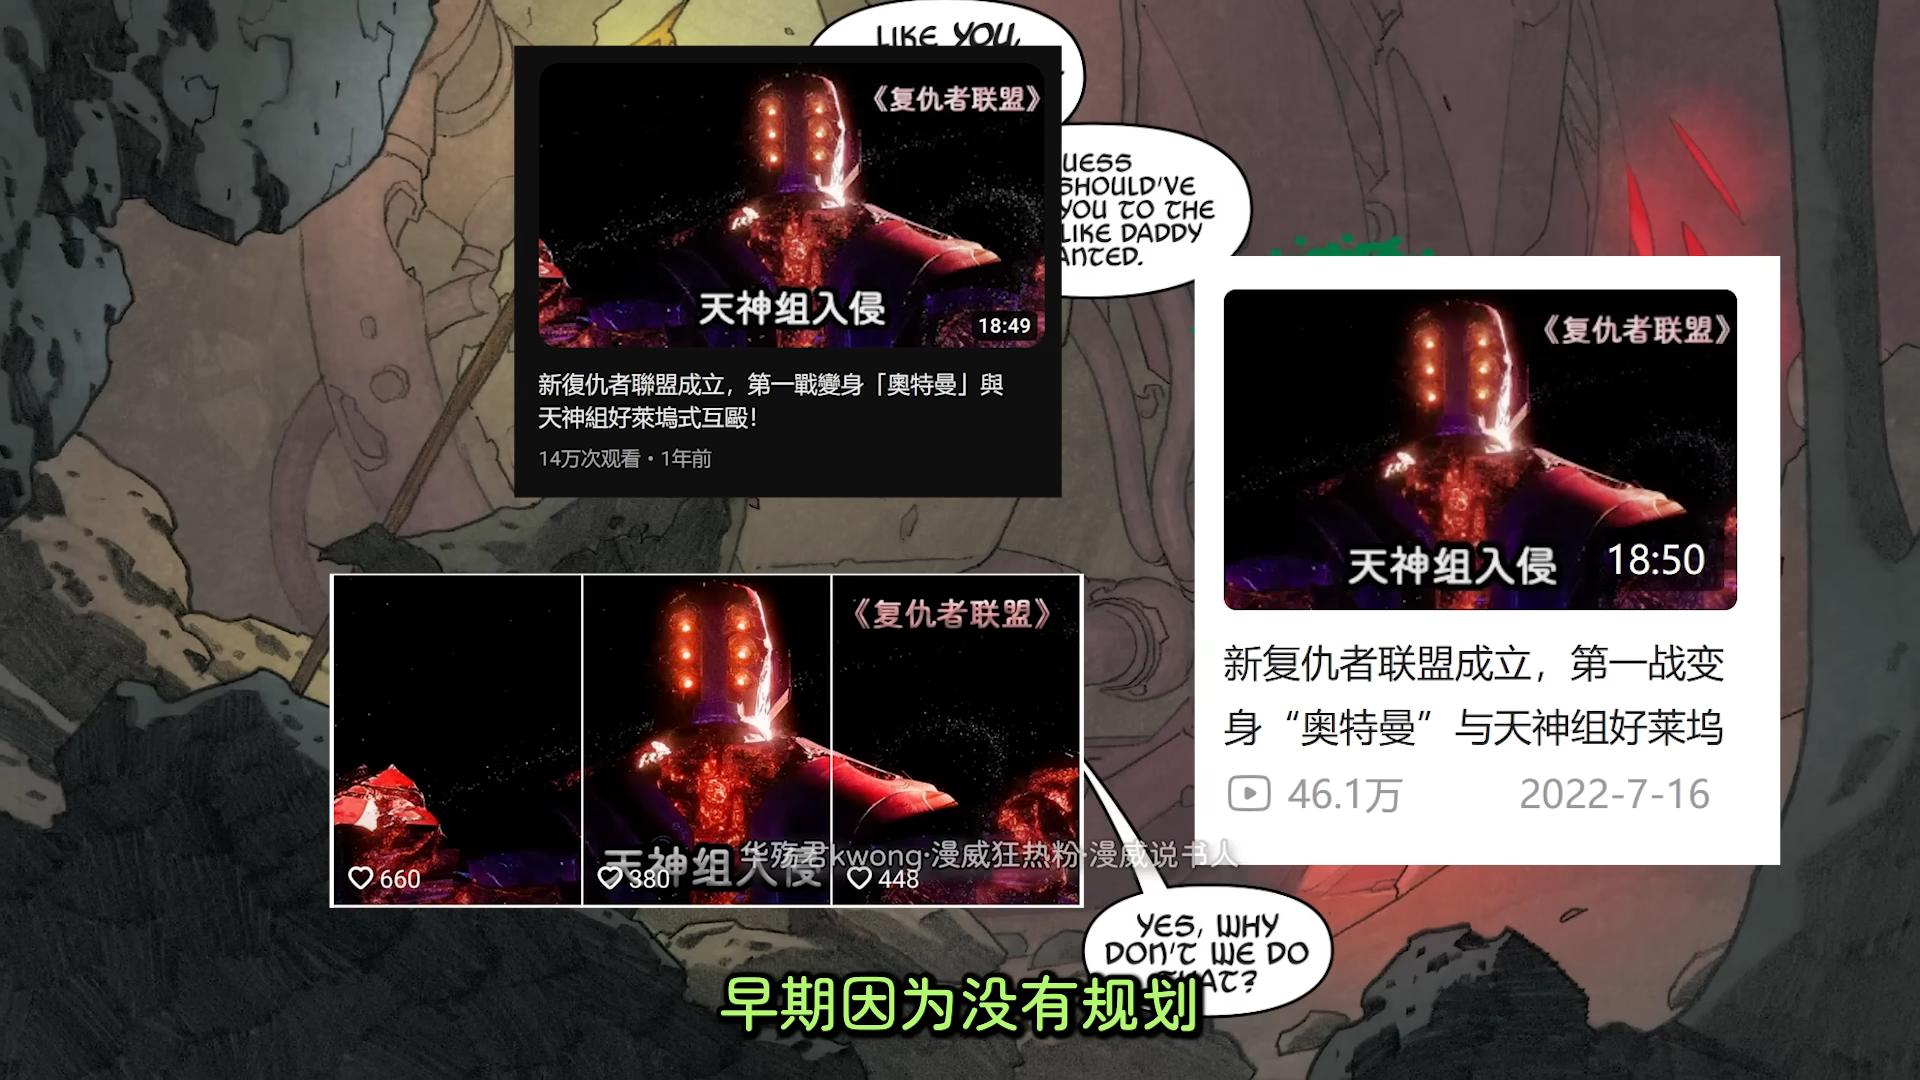 LIKE YOU,
UESS
SHOULD'VE
YOU TO THE
LIKE DADDY
ANTED.
《复仇者联盟》
天神组入侵
18:49
新復仇者聯盟成立，第一戰變身「奧特曼」與
天神組好萊塢式互毆！
14万次观看・1年前
《复仇者联盟》
天神组入侵
18:50
新复仇者联盟成立，第一战变
身“奥特曼”与天神组好莱坞
46.1万
2022-7-16
《复仇者联盟》
天神组入侵
660
380
448
华殇君kwong·漫威狂热粉·漫威说书人
YES, WHY
DON'T WE DO
THAT?
早期因为没有规划